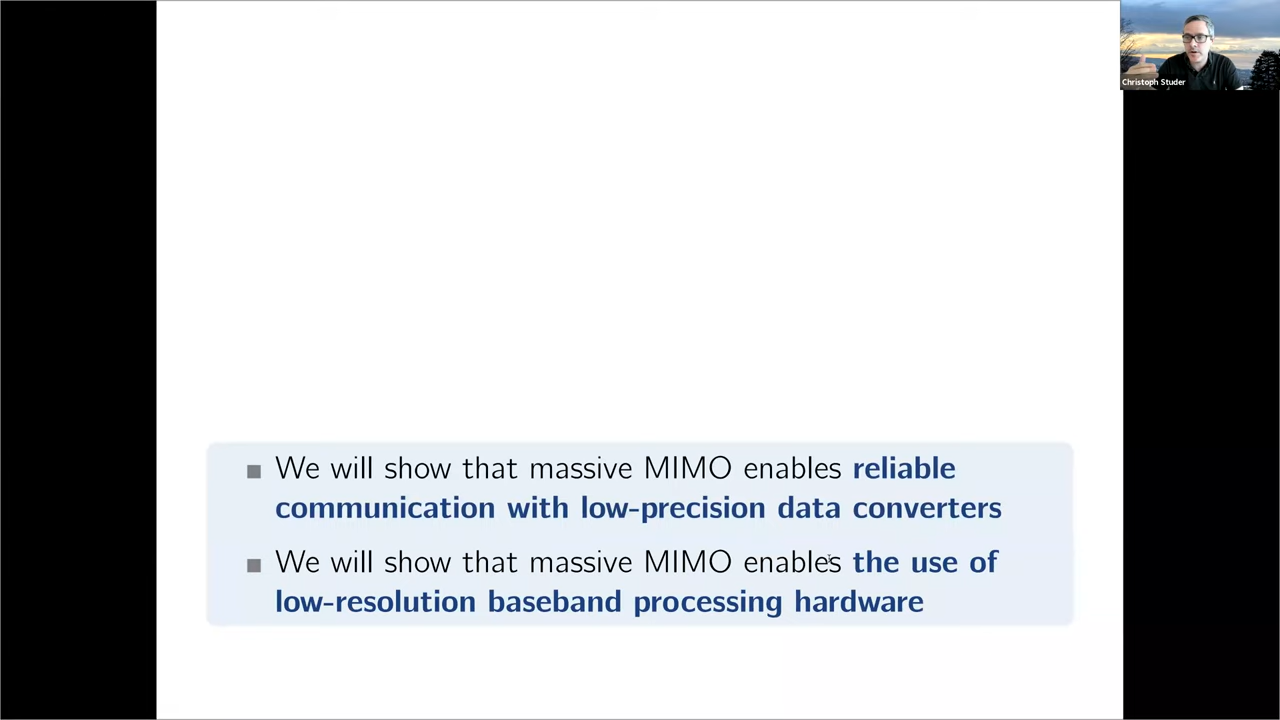 Christoph Studer
We will show that massive MIMO enables reliable
communication with low-precision data converters
We will show that massive MIMO enables the use of
low-resolution baseband processing hardware